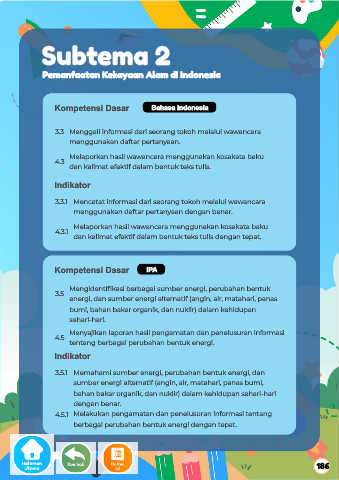 Subtema 2
Pemanfaatan Kekayaan Alam di Indonesia
Kompetensi Dasar
Bahasa Indonesia
3.3 Menggali informasi dari seorang tokoh melalui wawancara
menggunakan daftar pertanyaan.
4.3 Melaporkan hasil wawancara menggunakan kosakata baku
dan kalimat efektif dalam bentuk teks tulis.
Indikator
3.3.1 Mencatat informasi dari seorang tokoh melalui wawancara
menggunakan daftar pertanyaan dengan benar.
4.3.1 Melaporkan hasil wawancara menggunakan kosakata baku
dan kalimat efektif dalam bentuk teks tulis dengan tepat.
Kompetensi Dasar
IPA
3.5 Mengidentifikasi berbagai sumber energi, perubahan bentuk
energi, dan sumber energi alternatif (angin, air, matahari, panas
bumi, bahan bakar organik, dan nuklir) dalam kehidupan
sehari-hari.
4.5 Menyajikan laporan hasil pengamatan dan penelusuran informasi
tentang berbagai perubahan bentuk energi.
Indikator
3.5.1 Memahami sumber energi, perubahan bentuk energi, dan
sumber energi alternatif (angin, air, matahari, panas bumi,
bahan bakar organik, dan nuklir) dalam kehidupan sehari-hari
dengan benar.
4.5.1 Melakukan pengamatan dan penelusuran informasi tentang
berbagai perubahan bentuk energi dengan tepat.
Halaman
Utama
Kembali
186